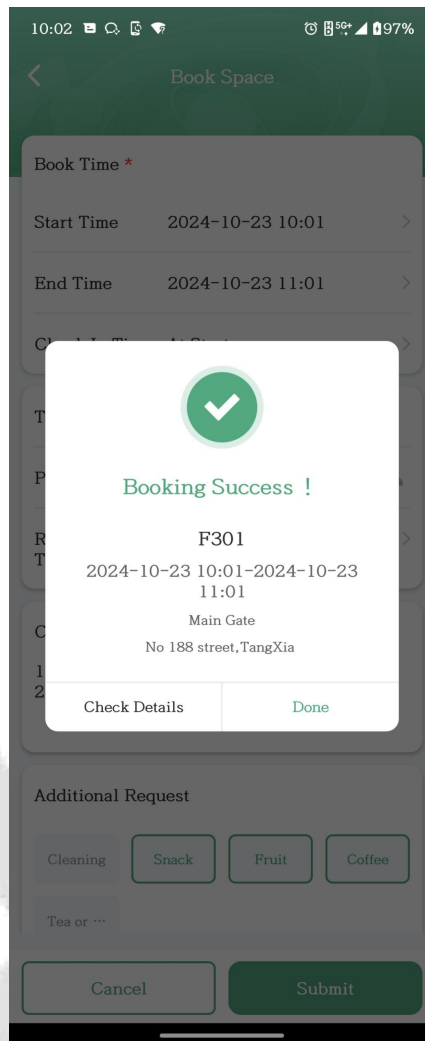 10:02
5G+
97%
Book Space
Book Time *
Start Time 2024-10-23 10:01
End Time 2024-10-23 11:01
Booking Success !
F301
2024-10-23 10:01-2024-10-23
11:01
Main Gate
No 188 street,TangXia
Check Details Done
Additional Request
Cleaning Snack Fruit Coffee
Tea or ···
Cancel Submit